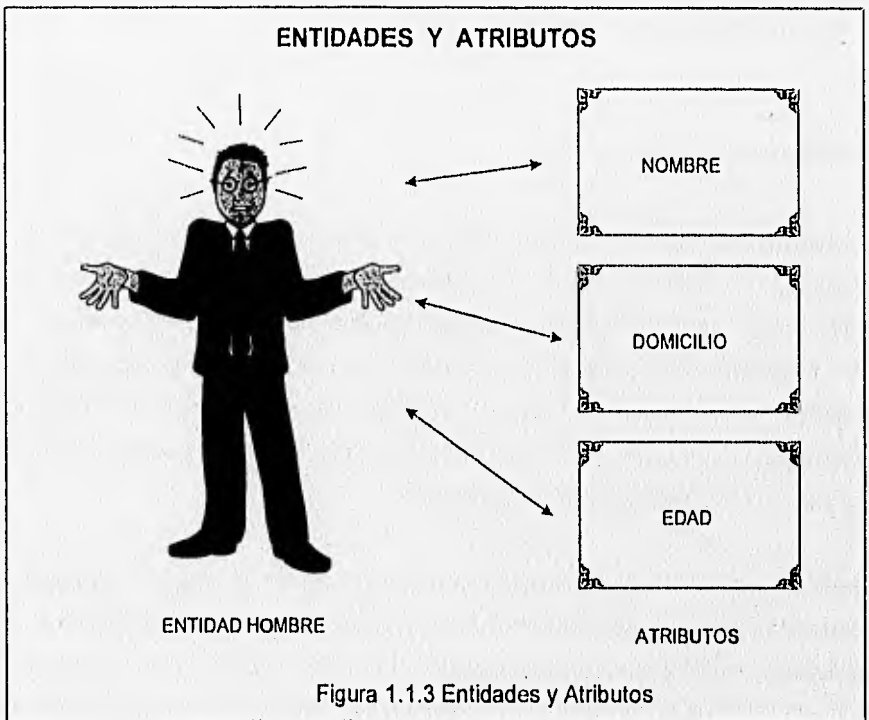 ENTIDADES Y ATRIBUTOS
NOMBRE
DOMICILIO
EDAD
ENTIDAD HOMBRE
ATRIBUTOS
Figura 1.1.3 Entidades y Atributos